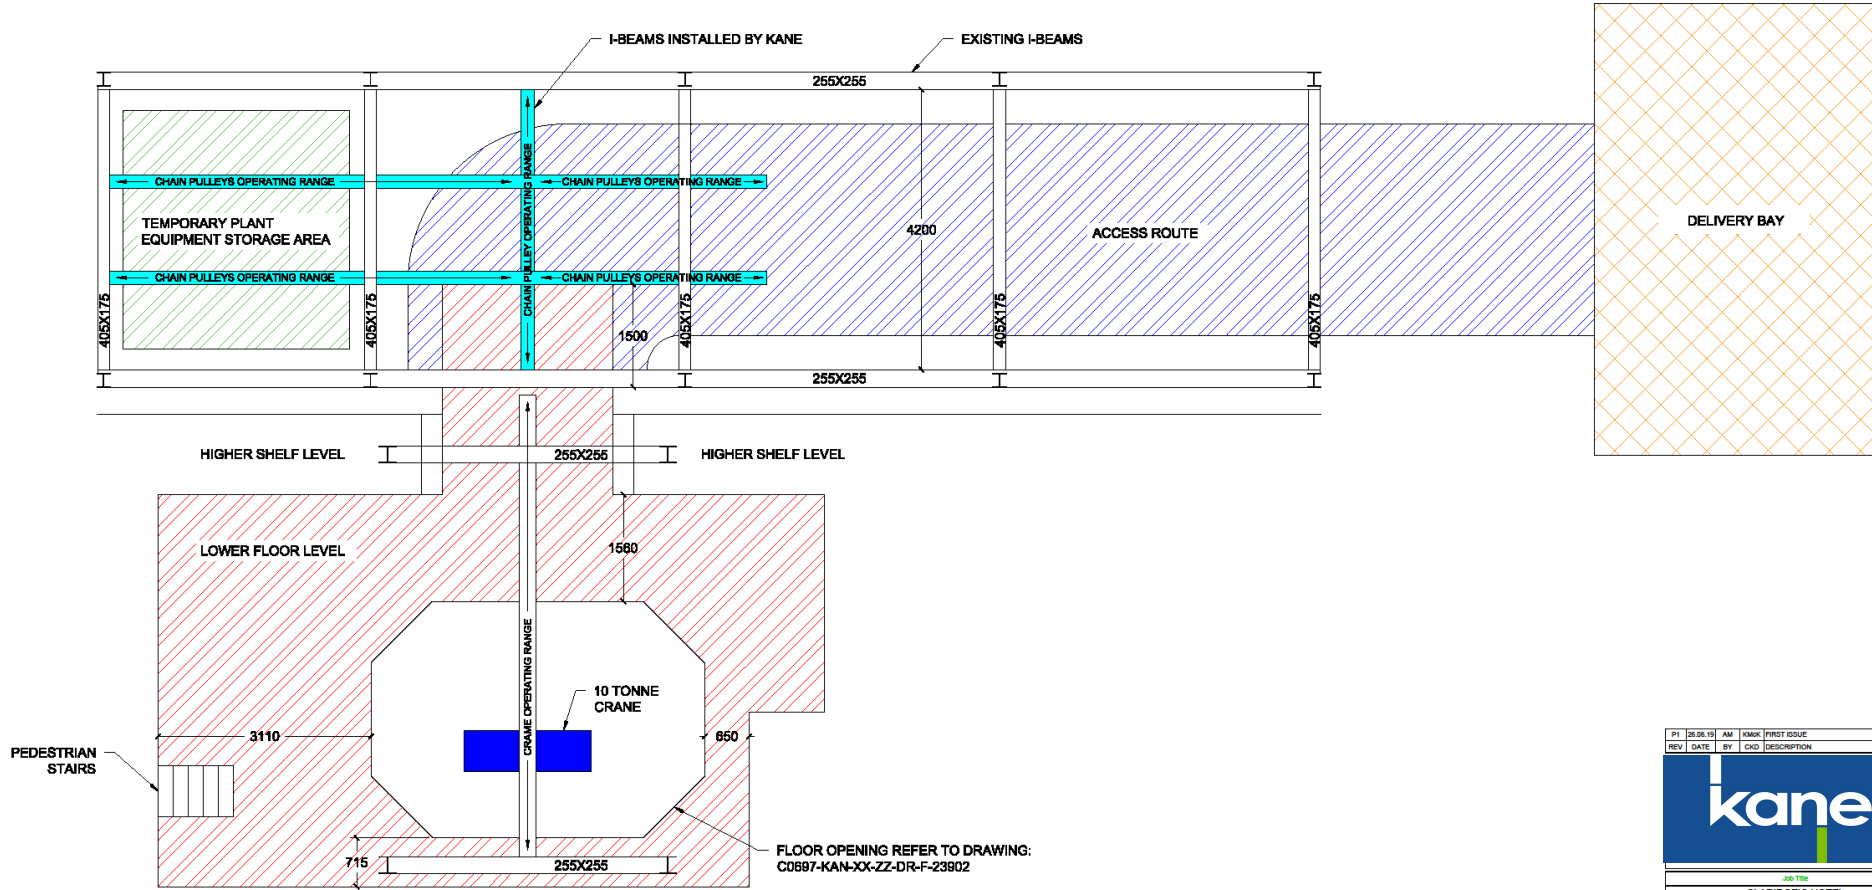 I-BEAMS INSTALLED BY KANE
EXISTING I-BEAMS
255X255
CHAIN PULLEYS OPERATING RANGE
CHAIN PULLEYS OPERATING RANGE
CHAIN PULLEY OPERATING RANGE
TEMPORARY PLANT
EQUIPMENT STORAGE AREA
4200
ACCESS ROUTE
DELIVERY BAY
CHAIN PULLEYS OPERATING RANGE
CHAIN PULLEYS OPERATING RANGE
405X175
405X175
405X175
405X175
405X175
1500
255X255
HIGHER SHELF LEVEL
255X255
HIGHER SHELF LEVEL
LOWER FLOOR LEVEL
1560
CRAME OPERATING RANGE
10 TONNE
CRANE
3110
650
PEDESTRIAN
STAIRS
715
255X255
FLOOR OPENING REFER TO DRAWING:
C0697-KAN-XX-ZZ-DR-F-23902
P1 26.06.19 AM KMcK FIRST ISSUE
REV DATE BY CKD DESCRIPTION
kane
Job Title